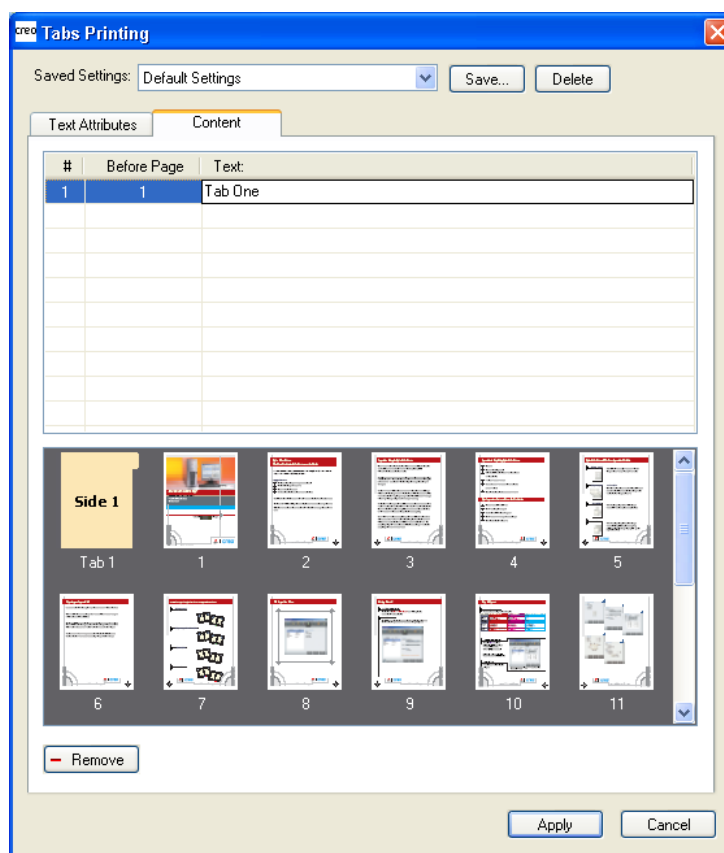 creo Tabs Printing
Saved Settings: Default Settings Save... Delete
Text Attributes Content
# Before Page Text:
1 1 Tab One
Side 1
Tab 1 1 2 3 4 5
6 7 8 9 10 11
Remove
Apply Cancel